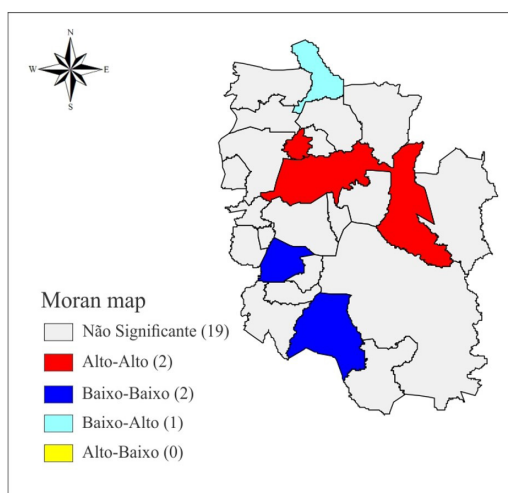 N
W E
S
Moran map
Não Significante (19)
Alto-Alto (2)
Baixo-Baixo (2)
Baixo-Alto (1)
Alto-Baixo (0)